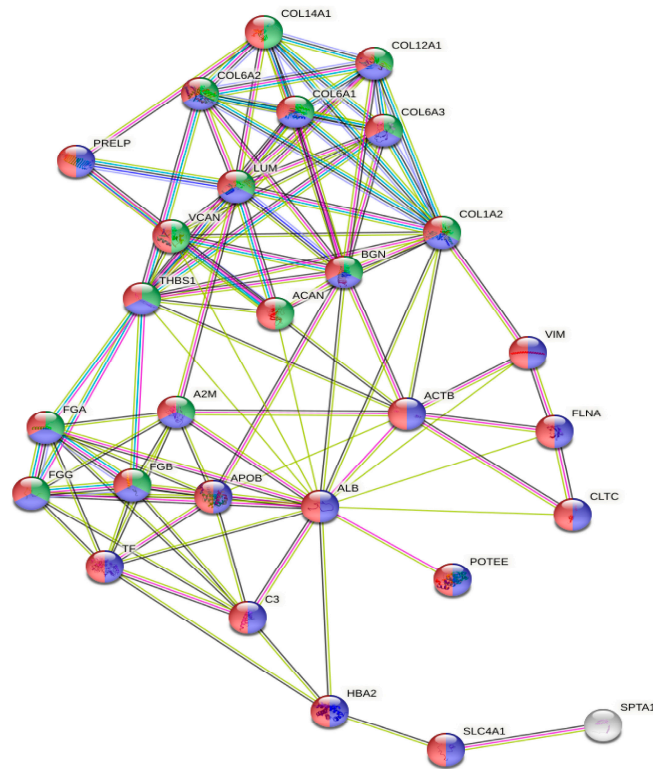 COL14A1
COL12A1
COL6A2
COL6A1
COL6A3
PRELP
LUM
VCAN
COL1A2
BGN
THBS1
ACAN
VIM
A2M
ACTB
FGA
FLNA
FGG
FGB
APOB
ALB
CLTC
TF
POTEE
C3
HBA2
SPTA1
SLC4A1